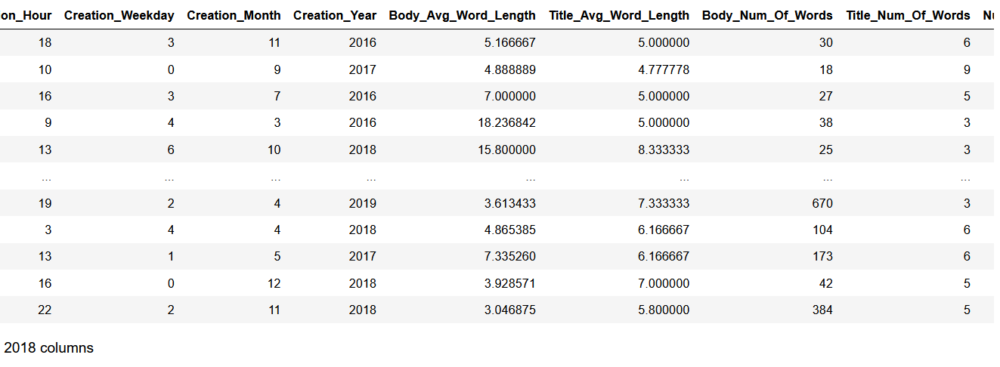 on_Hour Creation_Weekday Creation_Month Creation_Year Body_Avg_Word_Length Title_Avg_Word_Length Body_Num_Of_Words Title_Num_Of_Words
18 3 11 2016 5.166667 5.000000 30 6
10 0 9 2017 4.888889 4.777778 18 9
16 3 7 2016 7.000000 5.000000 27 5
9 4 3 2016 18.236842 5.000000 38 3
13 6 10 2018 15.800000 8.333333 25 3
... ... ... ... ... ... ... ...
19 2 4 2019 3.613433 7.333333 670 3
3 4 4 2018 4.865385 6.166667 104 6
13 1 5 2017 7.335260 6.166667 173 6
16 0 12 2018 3.928571 7.000000 42 5
22 2 11 2018 3.046875 5.800000 384 5
2018 columns